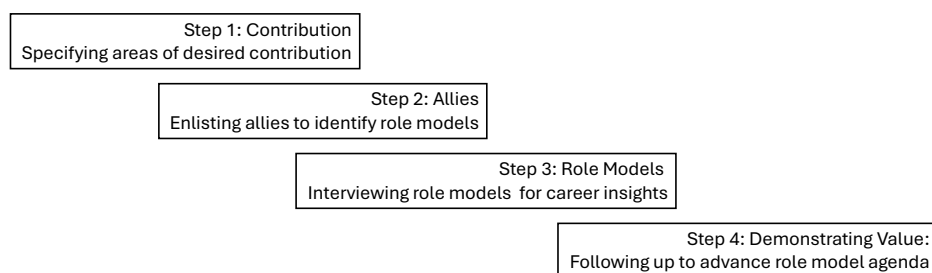 Step 1: Contribution
Specifying areas of desired contribution
Step 2: Allies
Enlisting allies to identify role models
Step 3: Role Models
Interviewing role models for career insights
Step 4: Demonstrating Value:
Following up to advance role model agenda